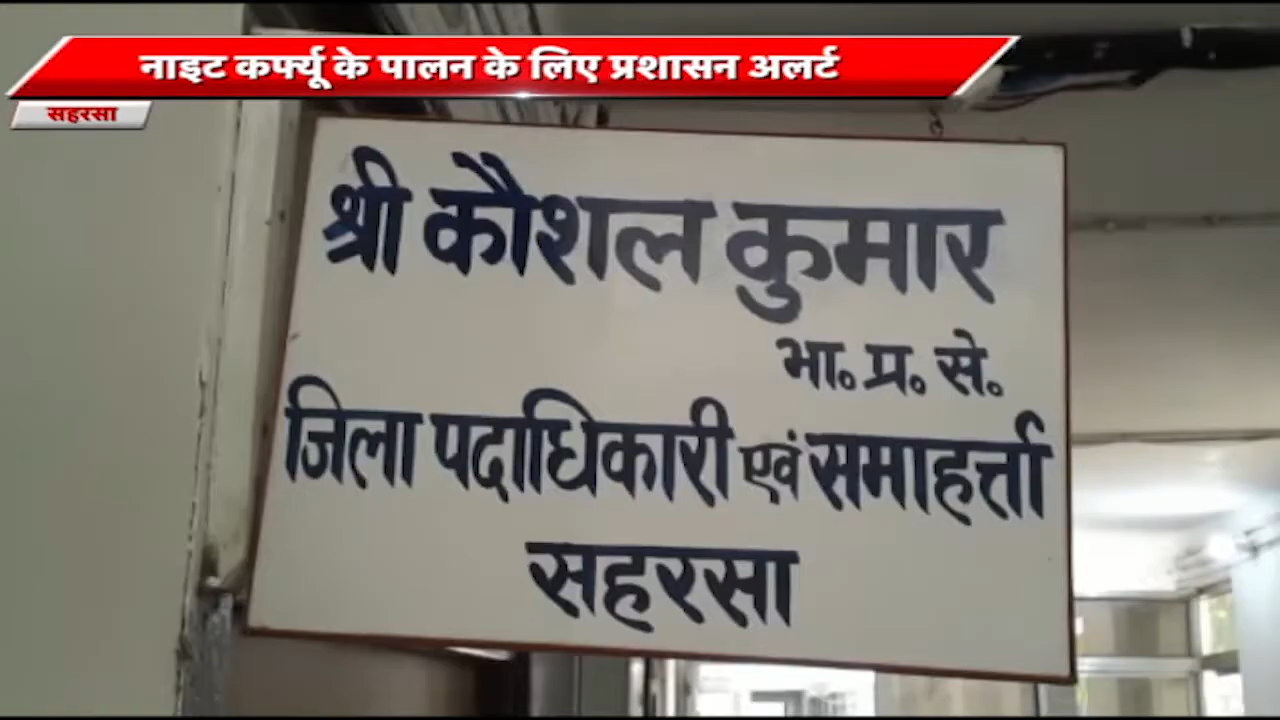 नाइट कर्फ्यू के पालन के लिए प्रशासन अलर्ट
सहरसा
श्री कौशल कुमार
भा. प्र. से.
जिला पदाधिकारी एवं समाहर्त्ता
सहरसा